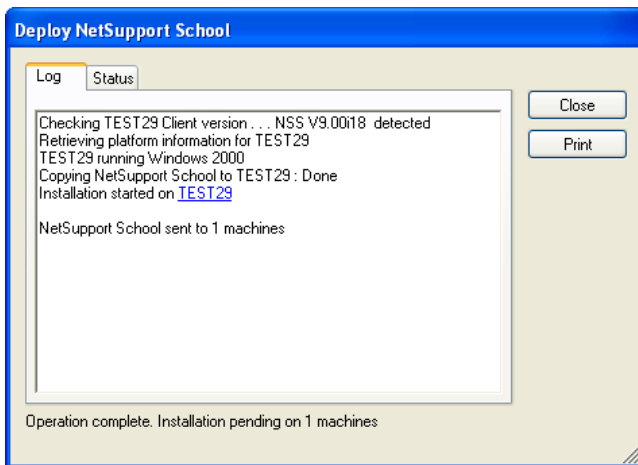 Deploy NetSupport School
Log
Status
Checking TEST29 Client version . . . NSS V9.00i18 detected
Retrieving platform information for TEST29
TEST29 running Windows 2000
Copying NetSupport School to TEST29 : Done
Installation started on TEST29
NetSupport School sent to 1 machines
Close
Print
Operation complete. Installation pending on 1 machines